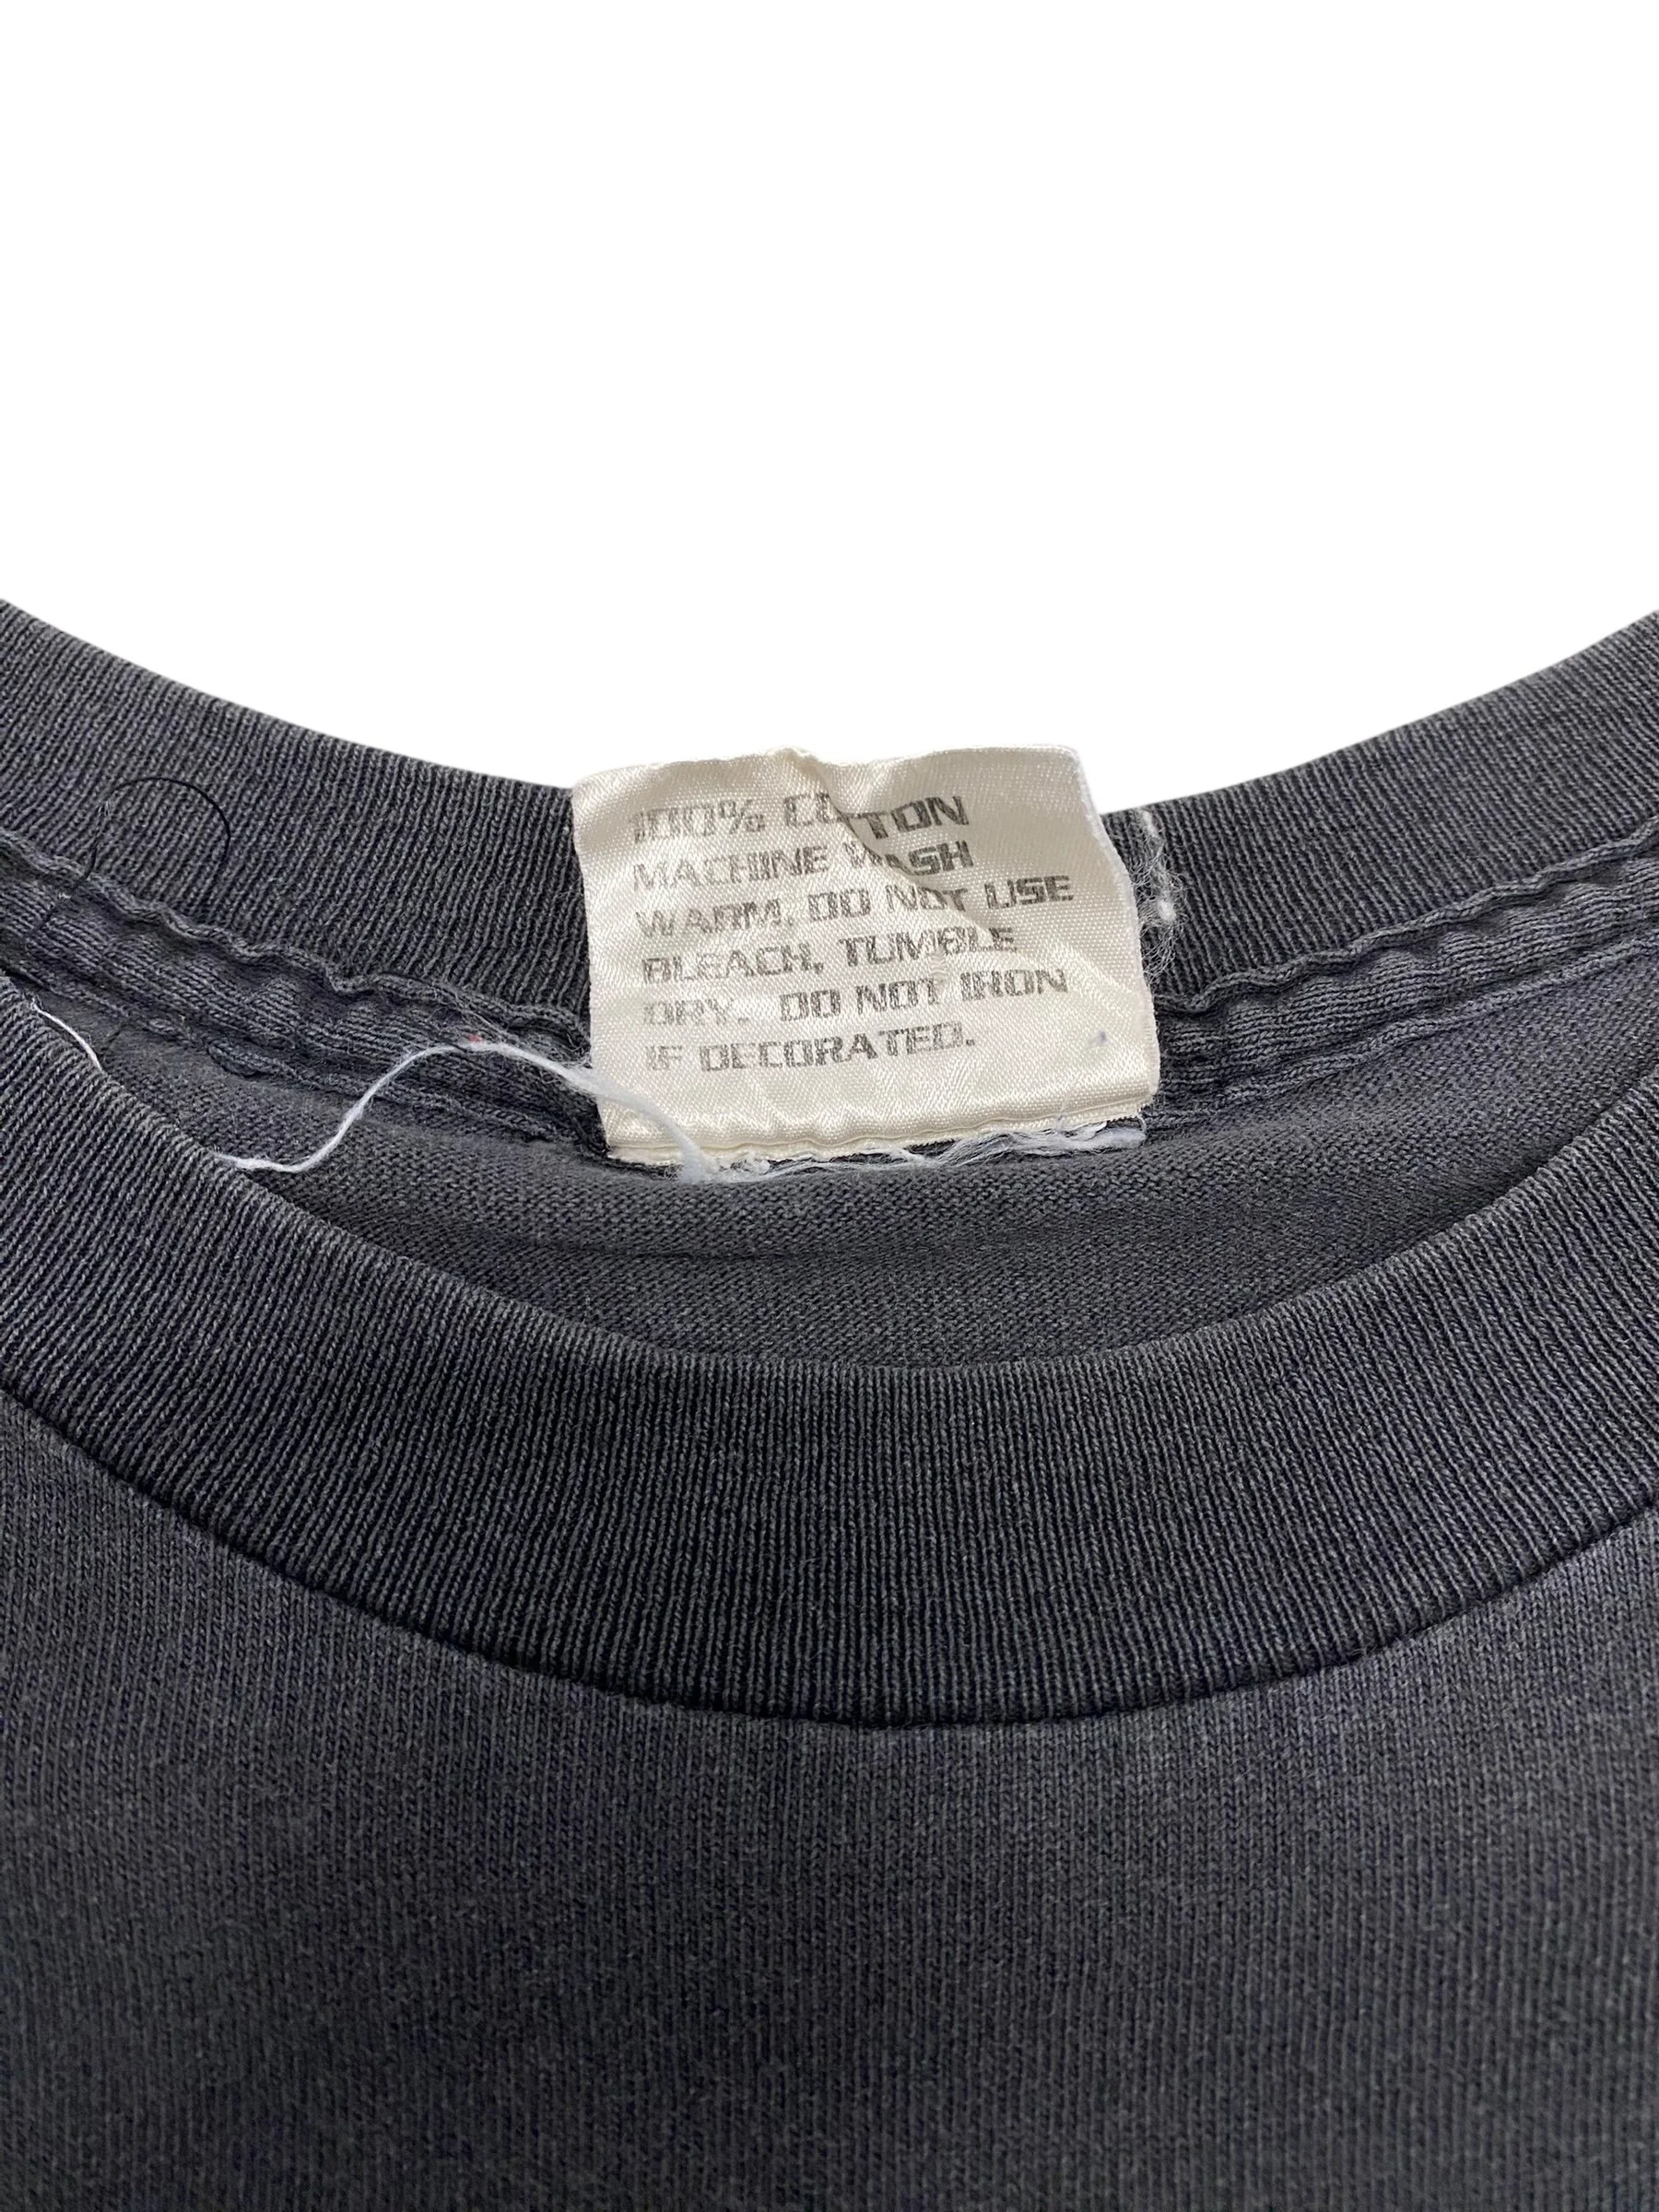 100% COTTON
MACHINE WASH
WARM, DO NOT USE
BLEACH, TUMBLE
DRY. DO NOT IRON
IF DECORATED.